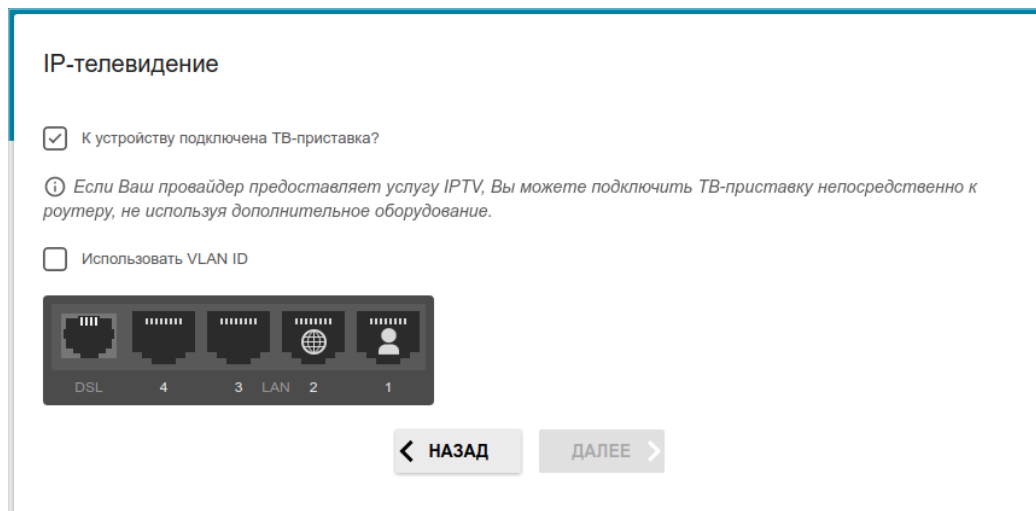 IP-телевидение
К устройству подключена ТВ-приставка?
Если Ваш провайдер предоставляет услугу IPTV, Вы можете подключить ТВ-приставку непосредственно к
роутеру, не используя дополнительное оборудование.
Использовать VLAN ID
DSL 4 3 LAN 2 1
НАЗАД ДАЛЕЕ